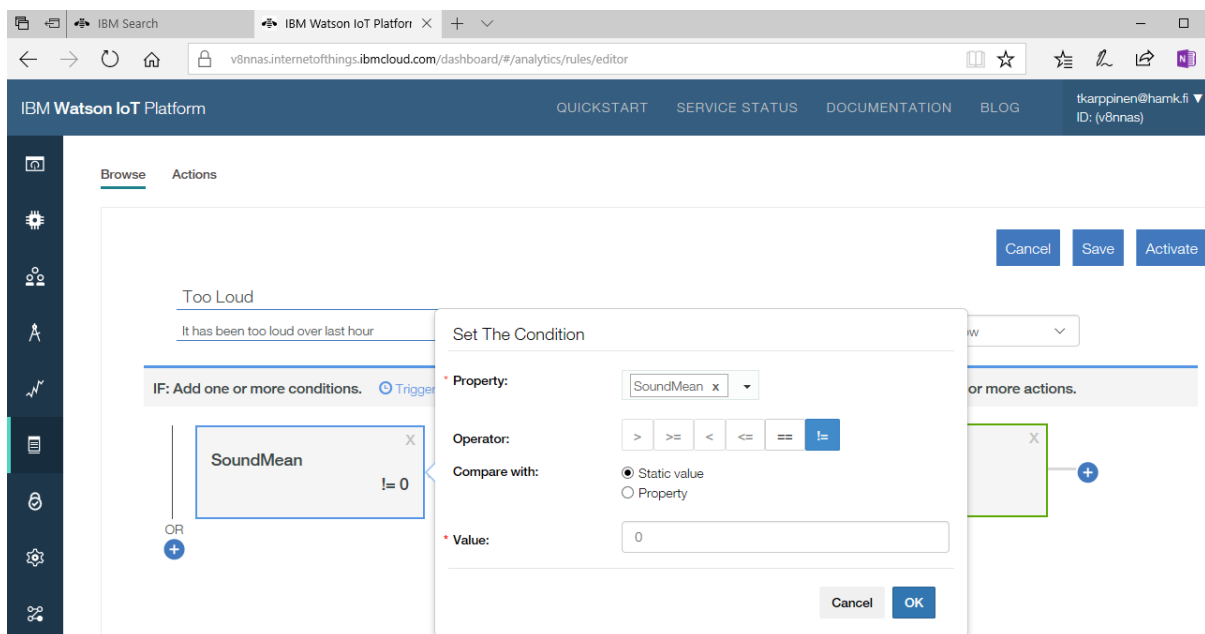 IBM Search
IBM Watson IoT Platforr
v8nnas.internetofthings.ibmcloud.com/dashboard/#/analytics/rules/editor
IBM Watson IoT Platform
QUICKSTART
SERVICE STATUS
DOCUMENTATION
BLOG
tkarppinen@hamk.fi
ID: (v8nnas)
Browse
Actions
Cancel
Save
Activate
Too Loud
It has been too loud over last hour
IF: Add one or more conditions.
Trigger
or more actions.
SoundMean
X
!= 0
OR
Set The Condition
* Property:
SoundMean x
Operator:
> >= < <= == !=
Compare with:
Static value
Property
* Value:
0
Cancel
OK
X